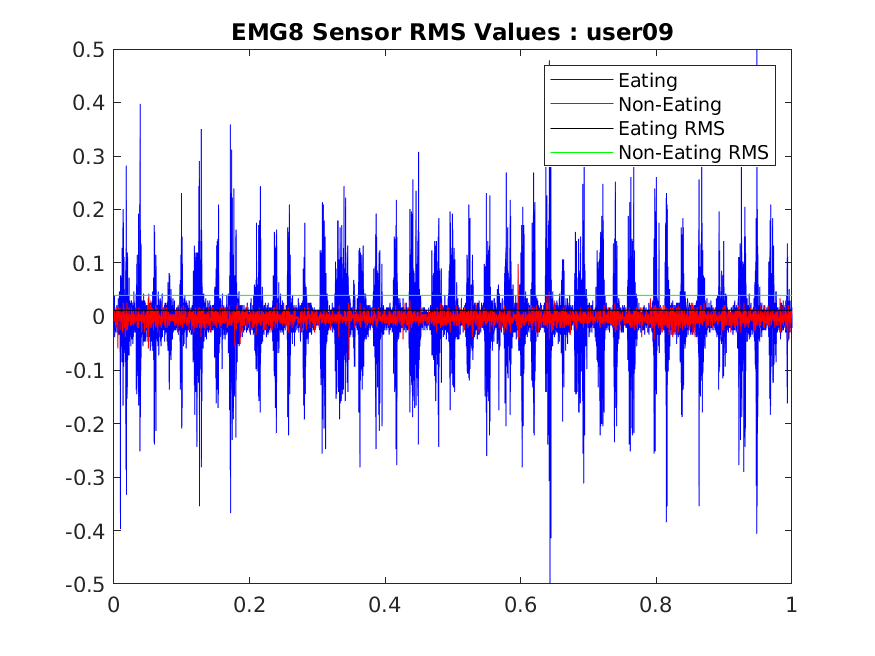 EMG8 Sensor RMS Values : user09
0.5
0.4
0.3
0.2
0.1
0
-0.1
-0.2
-0.3
-0.4
-0.5
Eating
Non-Eating
Eating RMS
Non-Eating RMS
0 0.2 0.4 0.6 0.8 1